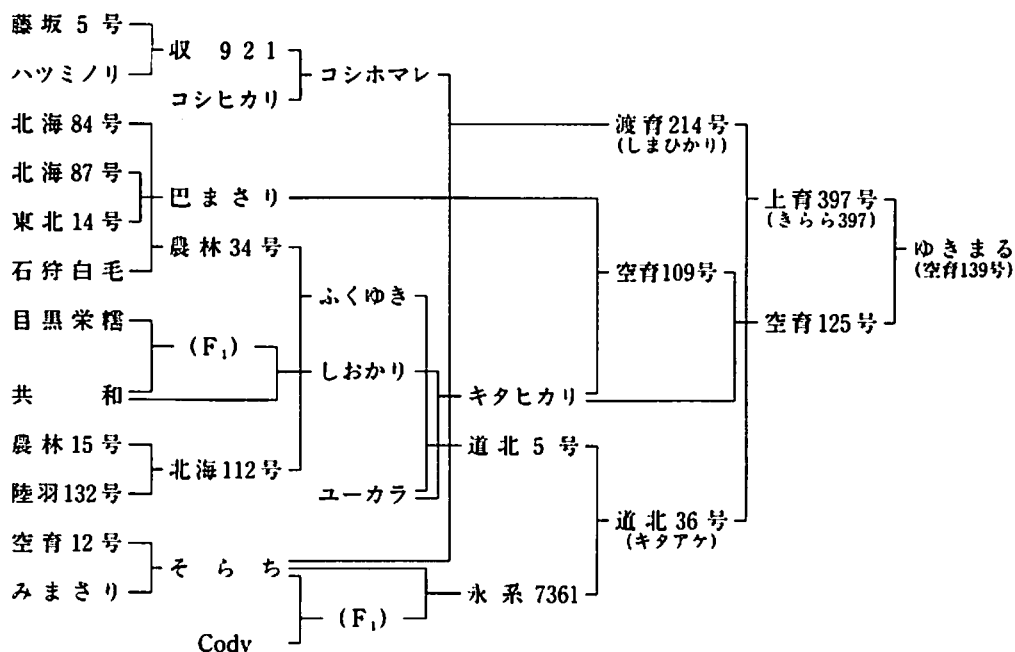 藤坂5号
収921
ハツミノリ
コシホマレ
コシヒカリ
北海84号
渡育214号
(しまひかり)
北海87号
巴まさり
上育397号
(きらら397)
東北14号
農林34号
ゆきまる
(空育139号)
石狩白毛
空育109号
ふくゆき
目黒栄糯
空育125号
(F₁)
しおかり
共和
キタヒカリ
農林15号
道北5号
北海112号
陸羽132号
ユーカラ
道北36号
(キタアケ)
空育12号
そらち
みまさり
永系7361
(F₁)
Cody